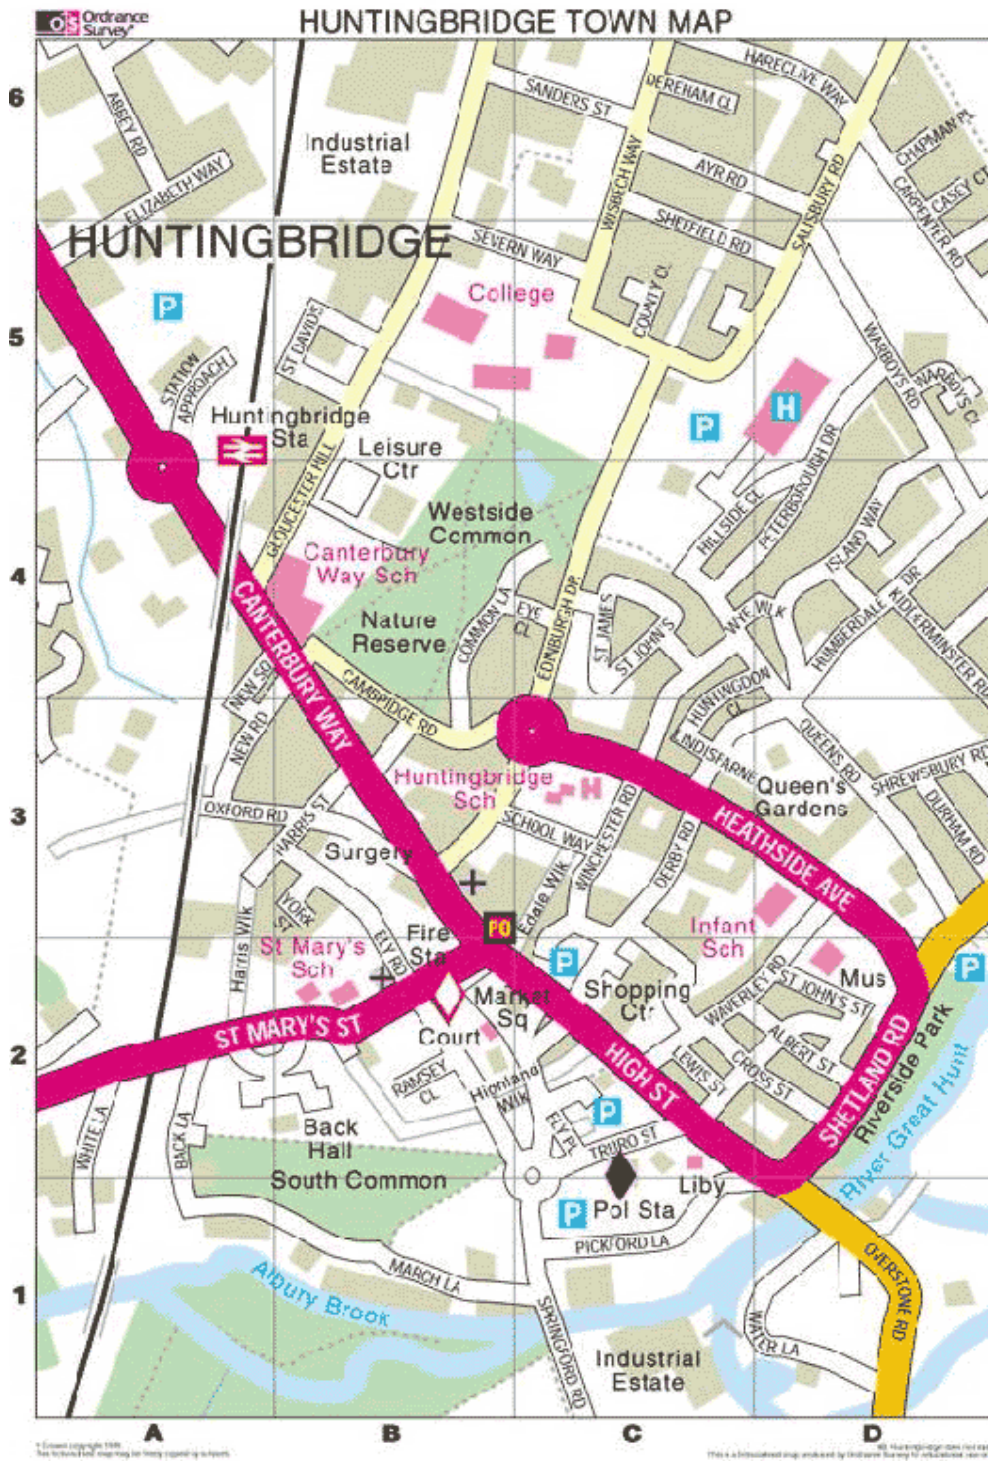 OS Ordnance
Survey
HUNTINGBRIDGE TOWN MAP
6
ABBEY RD
Industrial
Estate
ELIZABETH WAY
SANDERS ST
DEREHAM CL
HARECLIVE WAY
WISBECH WAY
AYR RD
SHEFFIELD RD
SALISBURY RD
CHAPMAN PL
CASEY CT
CARPENTER RD
HUNTINGBRIDGE
SEVERN WAY
College
COUNTY CL
5
P
ST DAVIDS
STATION
APPROACH
WARBOYS RD
WARBOYS CL
P
H
Huntingbridge
Sta
Leisure
Ctr
GLOUCESTER HILL
Westside
Common
HILLSIDE CL
PETERBOROUGH DR
ISLAND WAY
4
Canterbury
Way Sch
CANTERBURY WAY
Nature
Reserve
COMMON LA
EYE
CL
EDINBURGH DR
ST JAMES
ST JOHN'S
WYE WLK
HUMBERDALE DR
KIDDERMINSTER RD
NEW SQ
NEW RD
CAMBRIDGE RD
HUNTINGDON
CL
LINDISFARNE
QUEENS RD
SHREWSBURY RD
DURHAM RD
Huntingbridge
Sch
H
Queen's
Gardens
3
OXFORD RD
HARRIS ST
SCHOOL WAY
WINCHESTER RD
DERBY RD
HEATHSIDE AVE
Surgery
Edale Wlk
YORK
ST
ELY RD
Harris Wlk
Fire
Sta
PO
St Mary's
Sch
Infant
Sch
P
Shopping
Ctr
WAVERLEY RD
ST JOHN'S ST
Mus
P
ST MARY'S ST
Market
Sq
Court
2
HIGH ST
ALBERT ST
CROSS ST
LEWIS ST
SHETLAND RD
Riverside Park
River Great Hunt
RAMSEY
CL
Highland
Wlk
P
ELY PL
TRURO ST
WHITE LA
BACK LA
Back
Hall
South Common
Liby
Pol Sta
P
PICKFORD LA
OVERSTONE RD
MARCH LA
Albury Brook
1
SPRINGFORD RD
WATER LA
Industrial
Estate
A
B
C
D